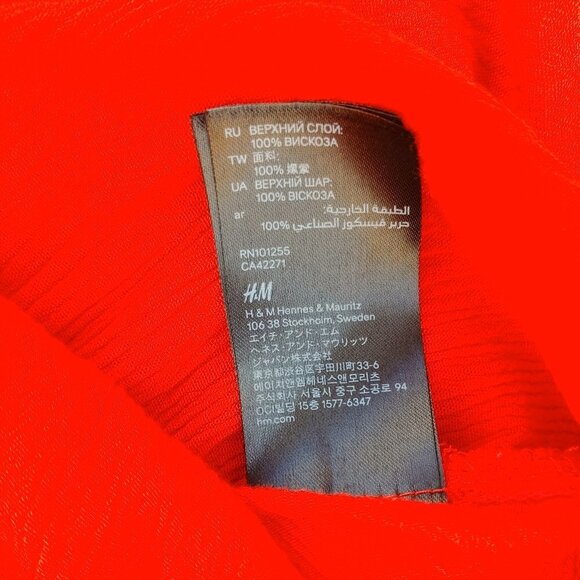 RU ВЕРХНИЙ СЛОЙ:
100% ВИСКОЗА
TW 面料:
100% 嫘縈
UA ВЕРХНІЙ ШАР:
100% ВІСКОЗА
ar الطبقة الخارجية:
حرير ڤيسكوز الصناعي 100%
RN101255
CA42271
H&M
H & M Hennes & Mauritz
106 38 Stockholm, Sweden
エイチ・アンド・エム
ヘネス・アンド・マウリッツ
ジャパン株式会社
東京都渋谷区宇田川町33-6
에이치앤엠헤네스앤모리츠
주식회사 서울시 중구 소공로 94
OCI빌딩 15층 1577-6347
hm.com